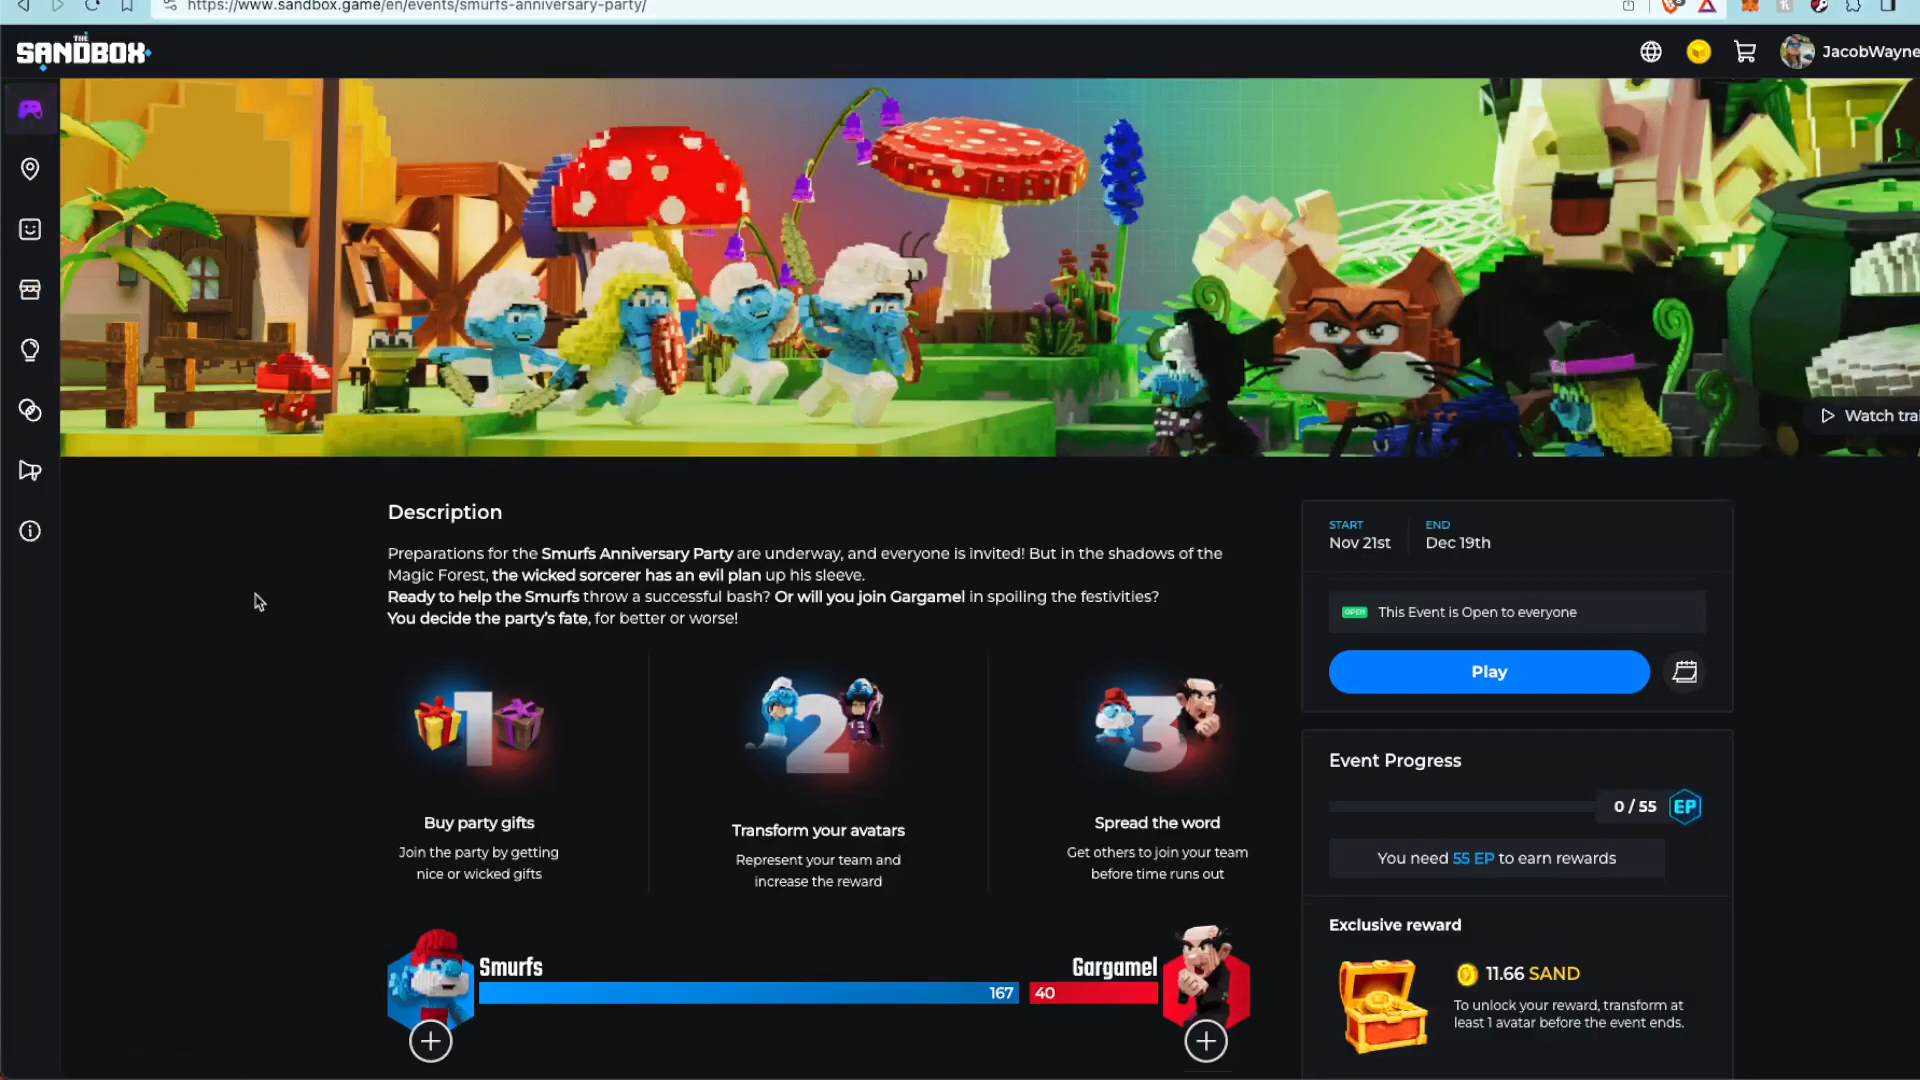 https://www.sandbox.game/en/events/smurfs-anniversary-party/
THE
SANDBOX
JacobWayne
Watch trai
Description
Preparations for the Smurfs Anniversary Party are underway, and everyone is invited! But in the shadows of the
Magic Forest, the wicked sorcerer has an evil plan up his sleeve.
Ready to help the Smurfs throw a successful bash? Or will you join Gargamel in spoiling the festivities?
You decide the party's fate, for better or worse!
1
2
3
Buy party gifts
Join the party by getting
nice or wicked gifts
Transform your avatars
Represent your team and
increase the reward
Spread the word
Get others to join your team
before time runs out
Smurfs
167
Gargamel
40
START
Nov 21st
END
Dec 19th
OPEN This Event is Open to everyone
Play
Event Progress
0 / 55 EP
You need 55 EP to earn rewards
Exclusive reward
11.66 SAND
To unlock your reward, transform at
least 1 avatar before the event ends.